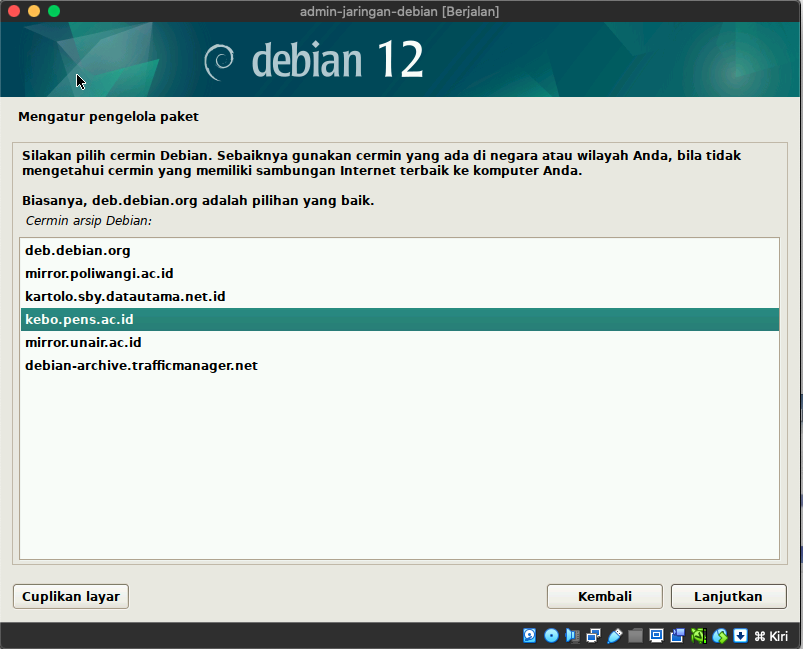 admin-jaringan-debian [Berjalan]
debian 12
Mengatur pengelola paket
Silakan pilih cermin Debian. Sebaiknya gunakan cermin yang ada di negara atau wilayah Anda, bila tidak
mengetahui cermin yang memiliki sambungan Internet terbaik ke komputer Anda.
Biasanya, deb.debian.org adalah pilihan yang baik.
Cermin arsip Debian:
deb.debian.org
mirror.poliwangi.ac.id
kartolo.sby.datautama.net.id
kebo.pens.ac.id
mirror.unair.ac.id
debian-archive.trafficmanager.net
Cuplikan layar
Kembali
Lanjutkan
⌘ Kiri